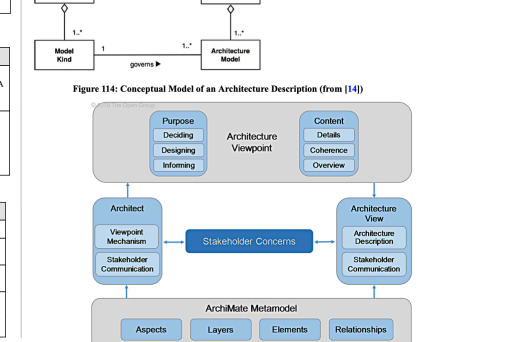 1..*
1..*
Model
Kind
1
1..*
Architecture
Model
governs ▶
A
Figure 114: Conceptual Model of an Architecture Description (from [14])
Purpose
Deciding
Designing
Informing
Architecture
Viewpoint
Content
Details
Coherence
Overview
Architect
Viewpoint
Mechanism
Stakeholder
Communication
Stakeholder Concerns
Architecture
View
Architecture
Description
Stakeholder
Communication
ArchiMate Metamodel
Aspects
Layers
Elements
Relationships